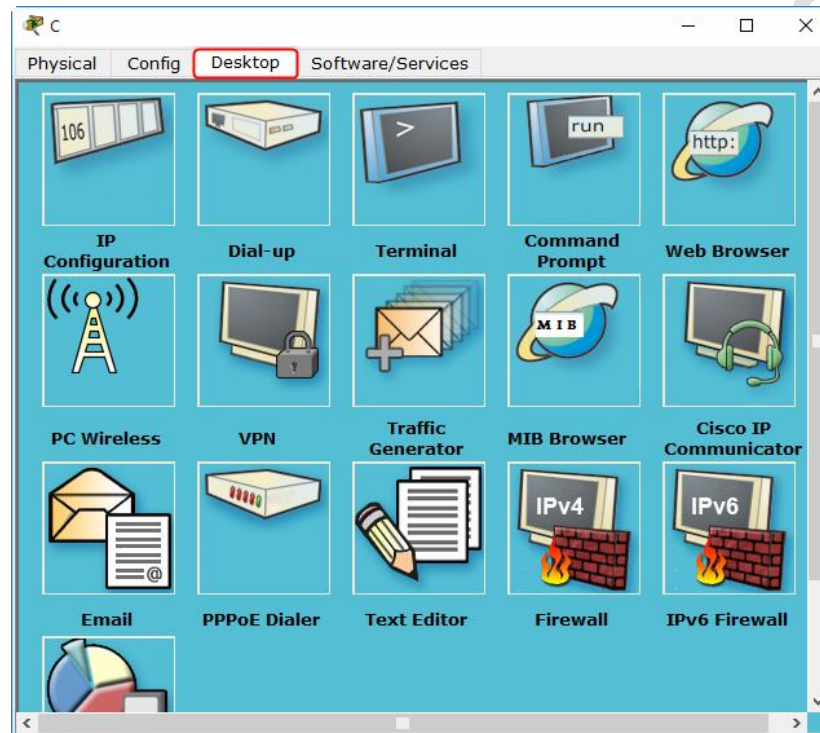 C
Physical Config Desktop Software/Services
106
>
run
http:
IP
Configuration
Dial-up
Terminal
Command
Prompt
Web Browser
MIB
PC Wireless
VPN
Traffic
Generator
MIB Browser
Cisco IP
Communicator
@
IPv4
IPv6
Email
PPPoE Dialer
Text Editor
Firewall
IPv6 Firewall